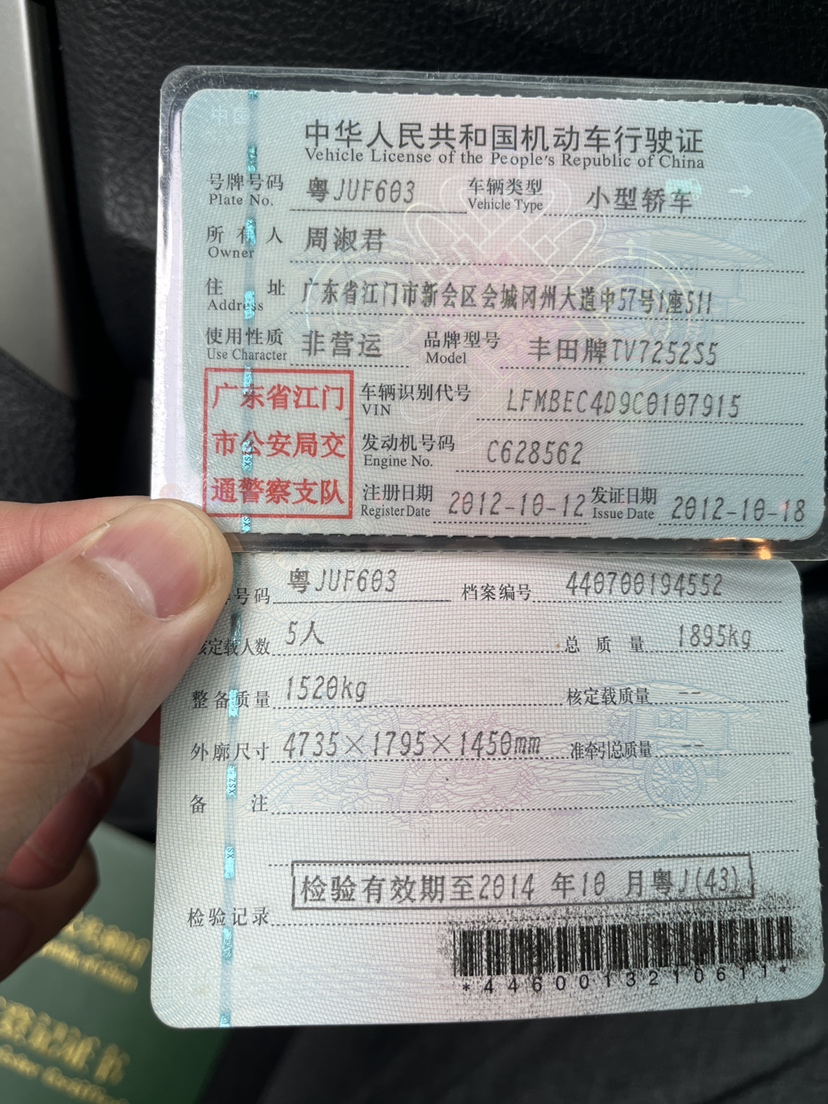 中华人民共和国机动车行驶证
Vehicle License of the People's Republic of China
号牌号码 粤JUF603 车辆类型 小型轿车
Plate No. Vehicle Type
所有人 周淑君
Owner
住址 广东省江门市新会区会城冈州大道中57号1座511
Address
使用性质 非营运 品牌型号 丰田牌TV7252S5
Use Character Model
广东省江门 车辆识别代号 LFMBEC4D9C0107915
VIN
市公安局交 发动机号码 C628562
Engine No.
通警察支队 注册日期 2012-10-12 发证日期 2012-10-18
Register Date Issue Date
号码 粤JUF603 档案编号 440700194552
核定载人数 5人 总质量 1895kg
整备质量 1520kg 核定载质量 --
外廓尺寸 4735×1795×1450mm 准牵引总质量 --
备注
检验有效期至2014年10月粤J(43)
检验记录
*4460013210611*